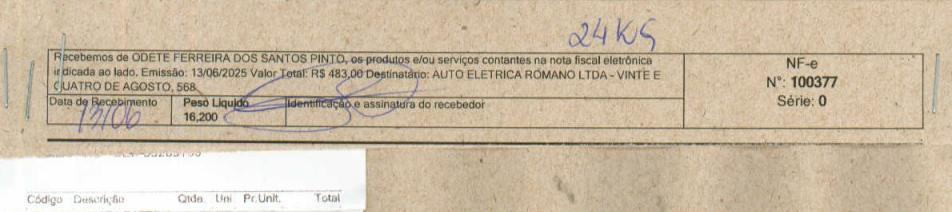 24KG
Recebemos de ODETE FERREIRA DOS SANTOS PINTO, os produtos e/ou serviços contantes na nota fiscal eletrônica
indicada ao lado. Emissão: 13/06/2025 Valor Total: R$ 483,00 Destinatário: AUTO ELETRICA ROMANO LTDA - VINTE E
QUATRO DE AGOSTO, 568
NF-e
N°: 100377
Série: 0
Data de Recebimento
13/06
Peso Liquido
16,200
Identificação e assinatura do recebedor
Código Descrição Qtde. Uni Pr.Unit. Total